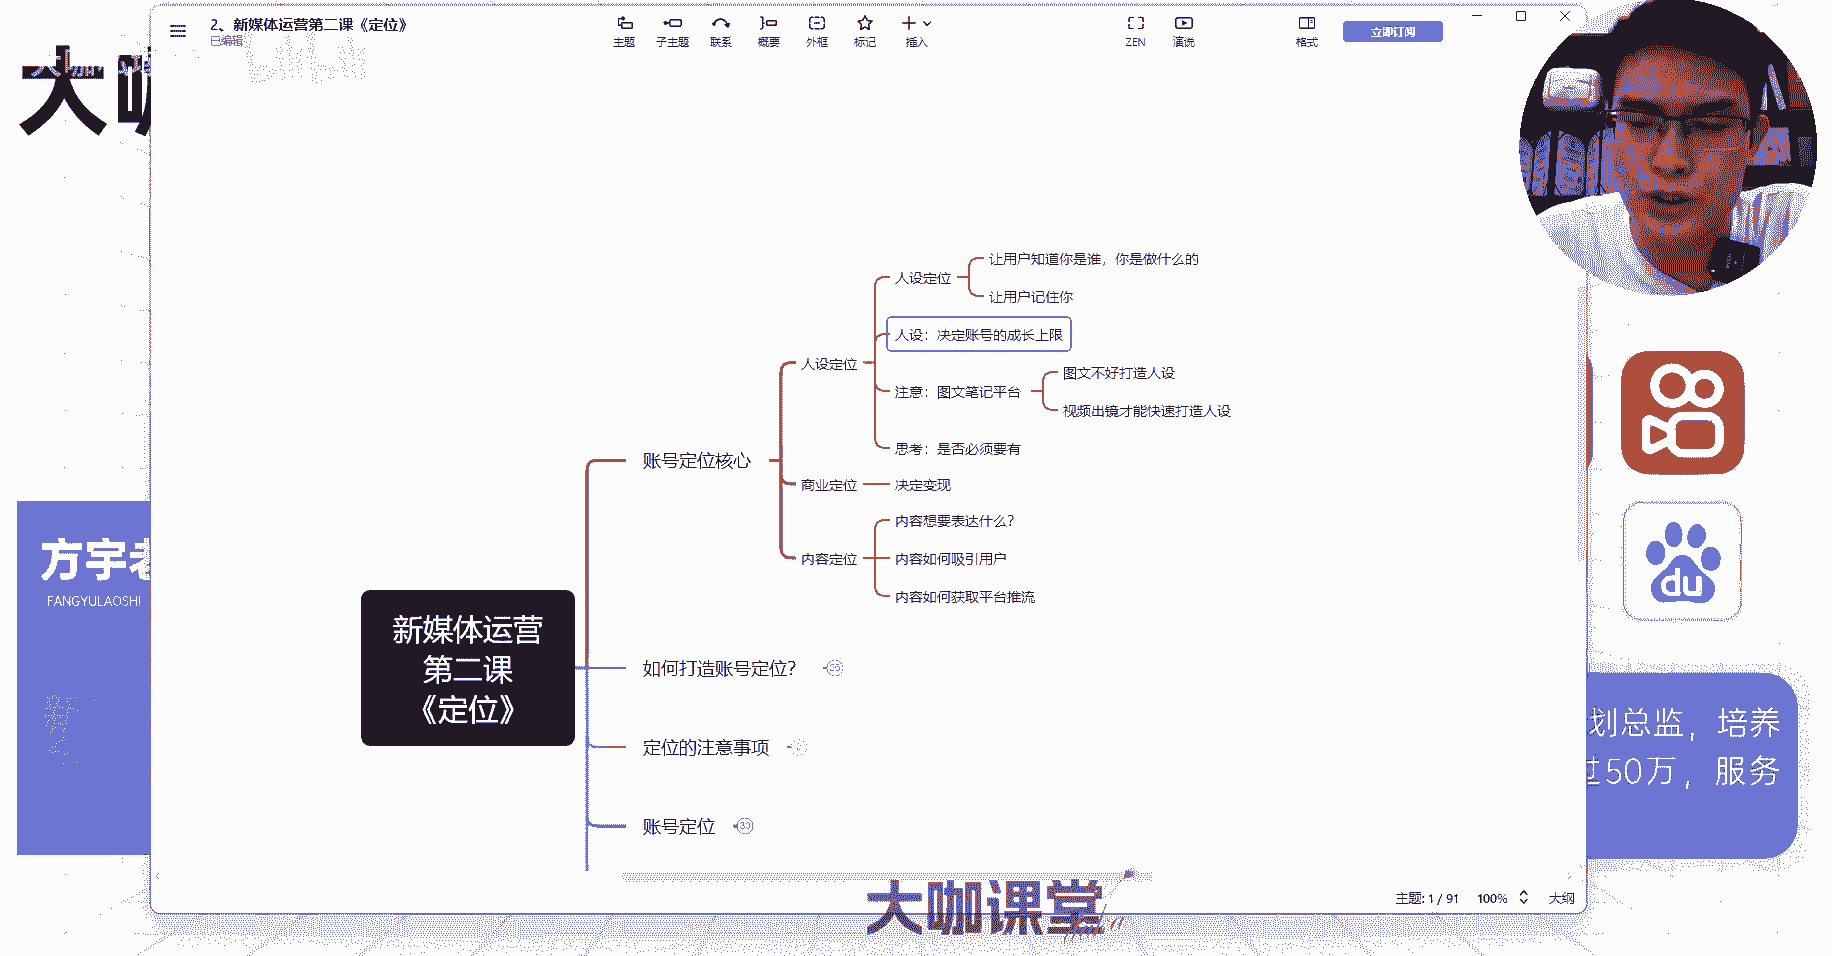 2、新媒体运营第二课《定位》
已编辑
主题
子主题
联系
概要
外框
标记
插入
ZEN
演说
格式
立即订阅
大咖
人设定位
让用户知道你是谁，你是做什么的
让用户记住你
人设：决定账号的成长上限
人设定位
注意：图文笔记平台
图文不好打造人设
视频出镜才能快速打造人设
思考：是否必须要有
账号定位核心
商业定位
决定变现
内容定位
内容想要表达什么？
内容如何吸引用户
内容如何获取平台推流
方宇老
FANGYULAOSHI
新媒体运营
第二课
《定位》
如何打造账号定位？
定位的注意事项
账号定位
33
du
划总监，培养
过50万，服务
主题: 1 / 91
100%
大纲
大咖课堂